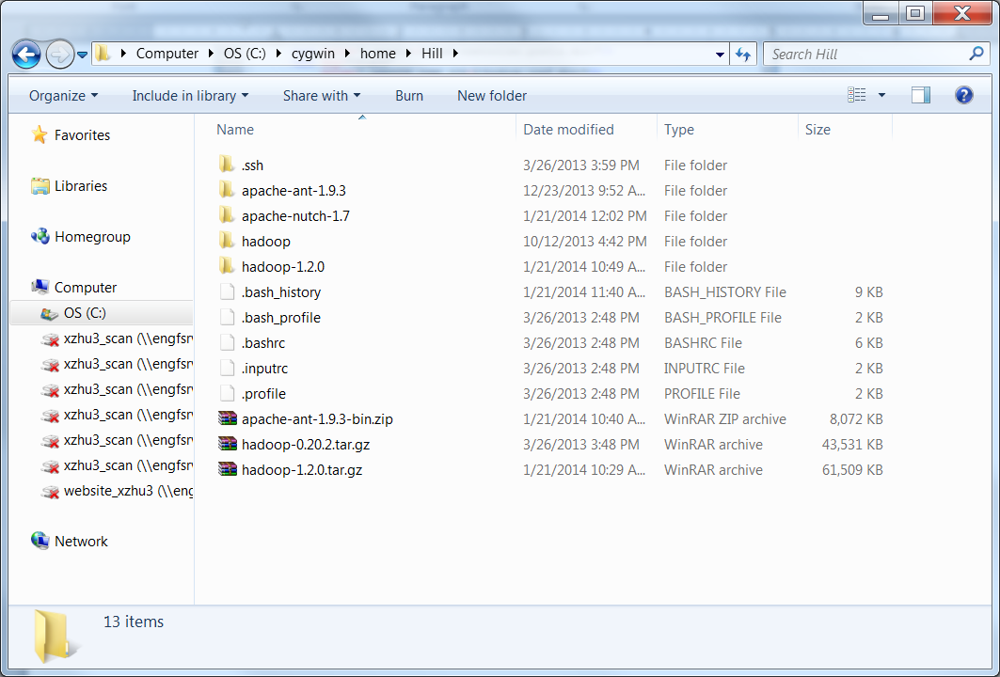 Computer OS (C:) cygwin home Hill Search Hill
Organize Include in library Share with Burn New folder
Name Date modified Type Size
Favorites
Libraries
Homegroup
Computer
OS (C:)
xzhu3_scan (\\engfsrv
xzhu3_scan (\\engfsrv
xzhu3_scan (\\engfsrv
xzhu3_scan (\\engfsrv
xzhu3_scan (\\engfsrv
xzhu3_scan (\\engfsrv
website_xzhu3 (\\eng
Network
.ssh 3/26/2013 3:59 PM File folder
apache-ant-1.9.3 12/23/2013 9:52 A... File folder
apache-nutch-1.7 1/21/2014 12:02 PM File folder
hadoop 10/12/2013 4:42 PM File folder
hadoop-1.2.0 1/21/2014 10:49 A... File folder
.bash_history 1/21/2014 11:40 A... BASH_HISTORY File 9 KB
.bash_profile 3/26/2013 2:48 PM BASH_PROFILE File 2 KB
.bashrc 3/26/2013 2:48 PM BASHRC File 6 KB
.inputrc 3/26/2013 2:48 PM INPUTRC File 2 KB
.profile 3/26/2013 2:48 PM PROFILE File 2 KB
apache-ant-1.9.3-bin.zip 1/21/2014 10:40 A... WinRAR ZIP archive 8,072 KB
hadoop-0.20.2.tar.gz 3/26/2013 3:48 PM WinRAR archive 43,531 KB
hadoop-1.2.0.tar.gz 1/21/2014 10:29 A... WinRAR archive 61,509 KB
13 items